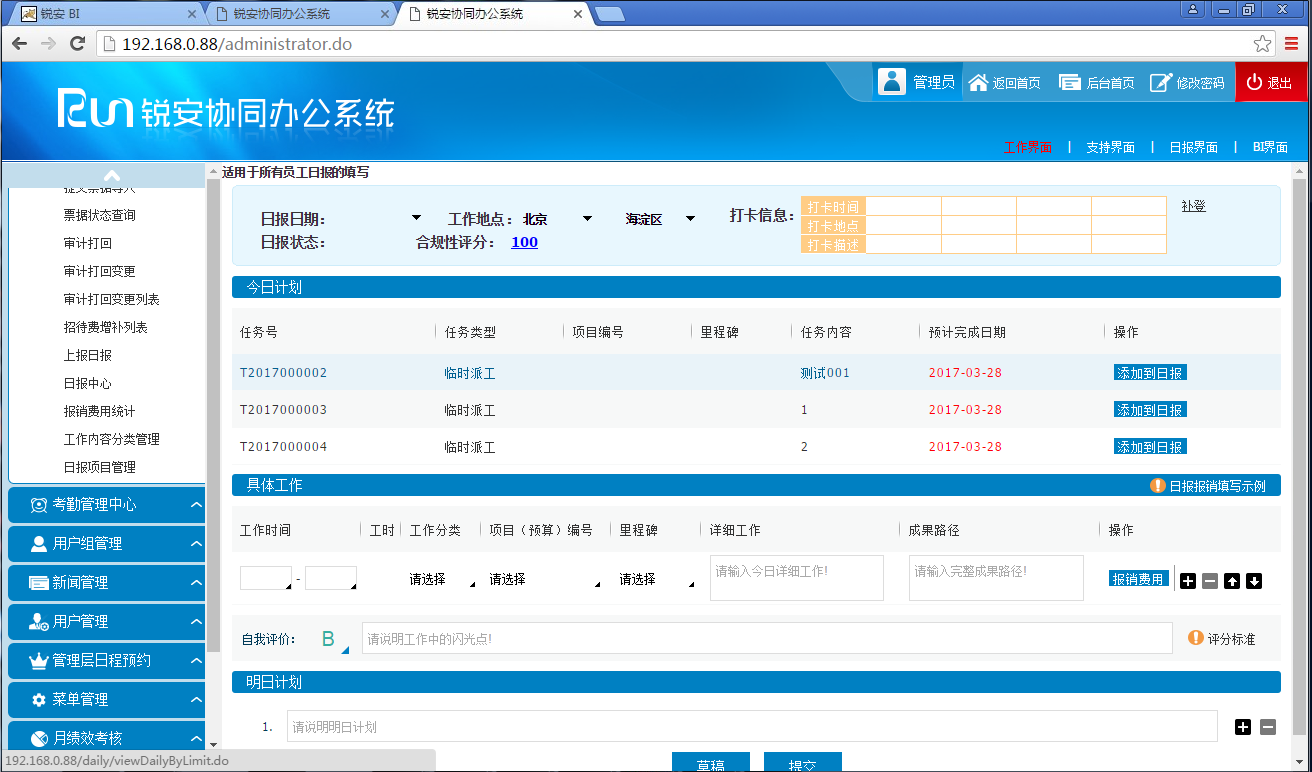 锐安 BI
锐安协同办公系统
锐安协同办公系统
192.168.0.88/administrator.do
Run 锐安协同办公系统
管理员 返回首页 后台首页 修改密码 退出
工作界面 | 支持界面 | 日报界面 | BI界面
提交票据导入
票据状态查询
审计打回
审计打回变更
审计打回变更列表
招待费增补列表
上报日报
日报中心
报销费用统计
工作内容分类管理
日报项目管理
考勤管理中心
用户组管理
新闻管理
用户管理
管理层日程预约
菜单管理
月绩效考核
192.168.0.88/daily/viewDailyByLimit.do
适用于所有员工日报的填写
日报日期： 工作地点：北京 海淀区 打卡信息： 打卡时间 补登
打卡地点
日报状态： 合规性评分： 100 打卡描述
今日计划
任务号 任务类型 项目编号 里程碑 任务内容 预计完成日期 操作
T2017000002 临时派工 测试001 2017-03-28 添加到日报
T2017000003 临时派工 1 2017-03-28 添加到日报
T2017000004 临时派工 2 2017-03-28 添加到日报
具体工作 日报报销填写示例
工作时间 工时 工作分类 项目（预算）编号 里程碑 详细工作 成果路径 操作
- 请选择 请选择 请选择 请输入今日详细工作! 请输入完整成果路径! 报销费用
自我评价： B 请说明工作中的闪光点! 评分标准
明日计划
1. 请说明明日计划
草稿 提交